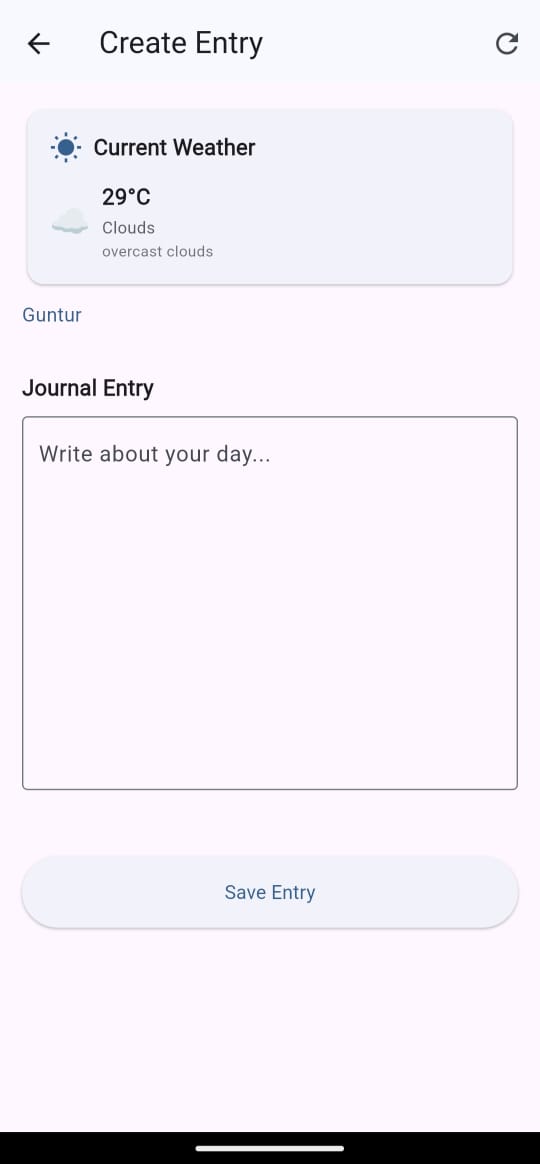 Create Entry
Current Weather
29°C
Clouds
overcast clouds
Guntur
Journal Entry
Write about your day...
Save Entry